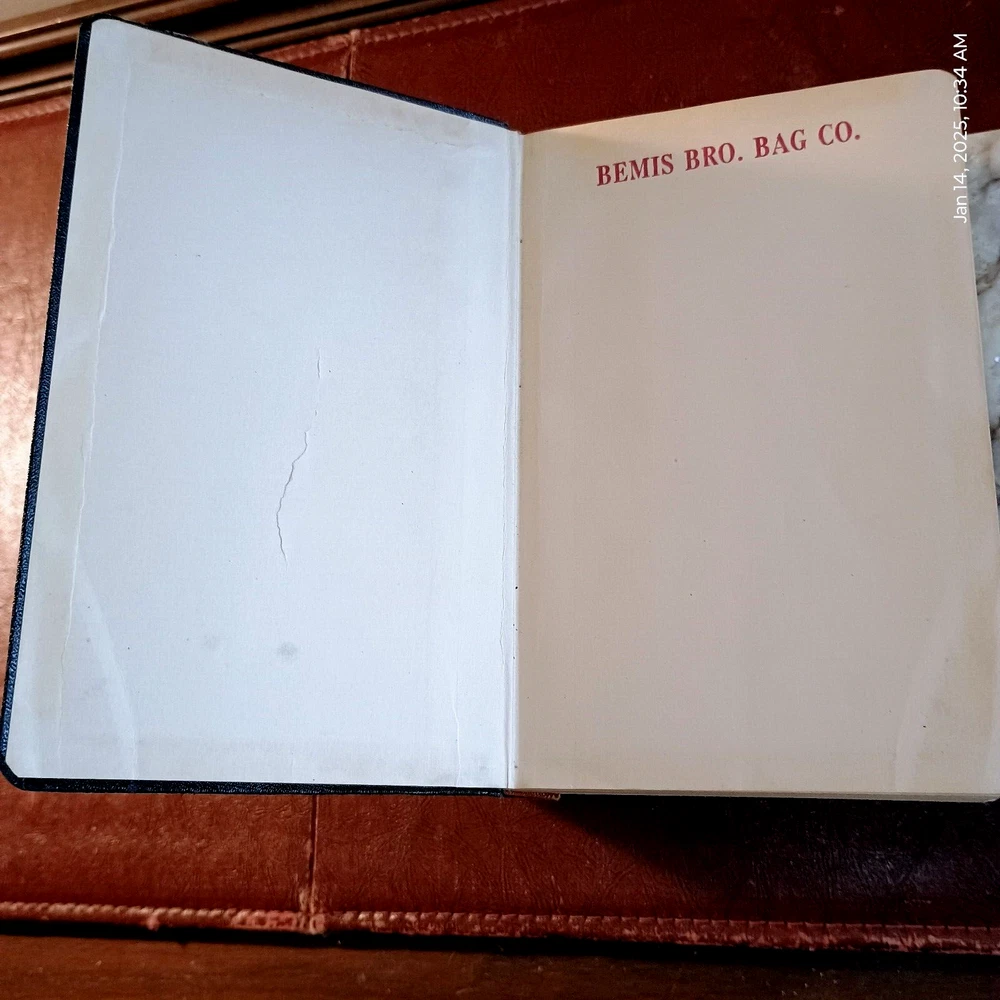 BEMIS BRO. BAG CO.
Jan 14, 2025, 10:34 AM